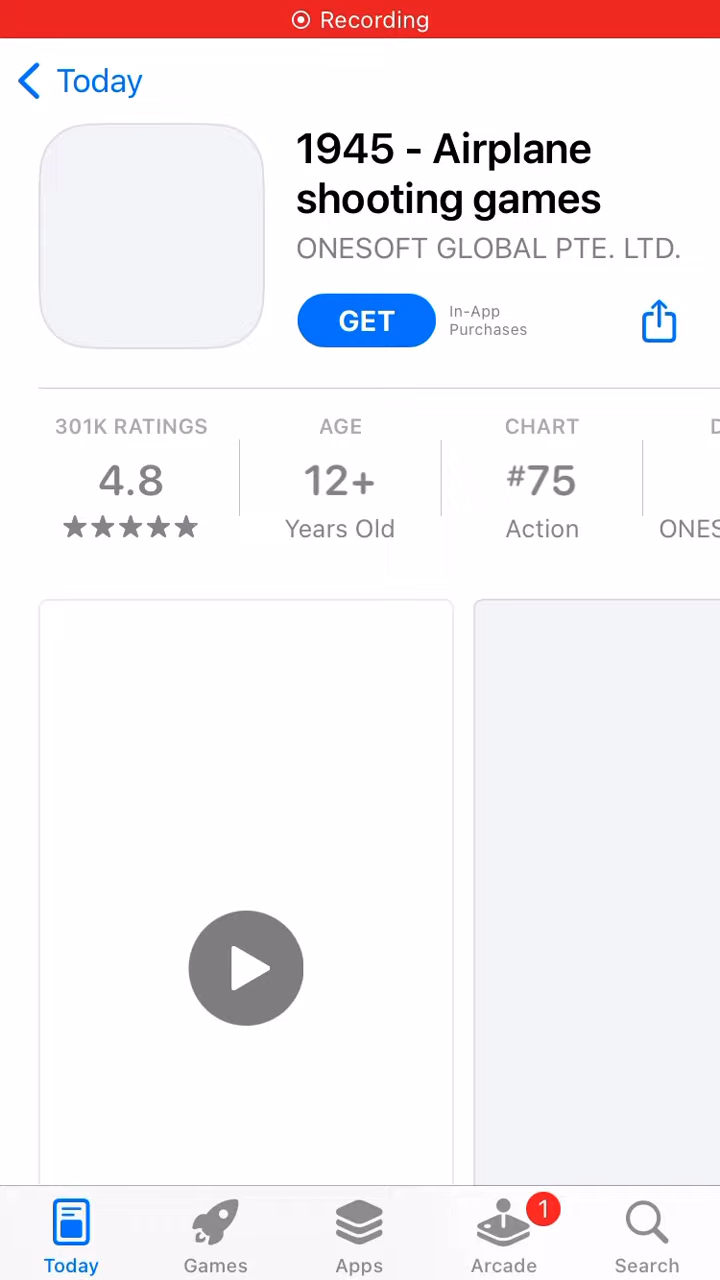 Recording
Today
1945 - Airplane
shooting games
ONESOFT GLOBAL PTE. LTD.
GET
In-App
Purchases
301K RATINGS
4.8
AGE
12+
Years Old
CHART
#75
Action
D
ONES
Today
Games
Apps
Arcade
1
Search